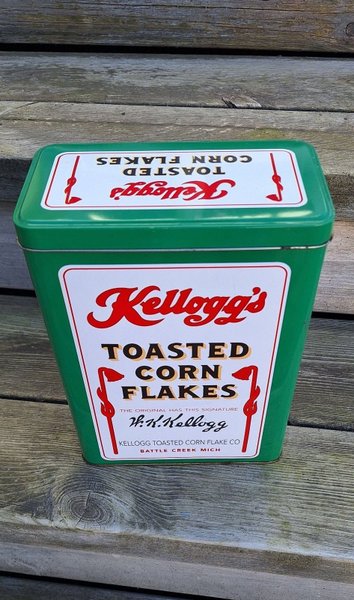 Kellogg's
TOASTED
CORN FLAKES
Kellogg's
TOASTED
CORN
FLAKES
THE ORIGINAL HAS THIS SIGNATURE
W.K.Kellogg
KELLOGG TOASTED CORN FLAKE CO
BATTLE CREEK MICH